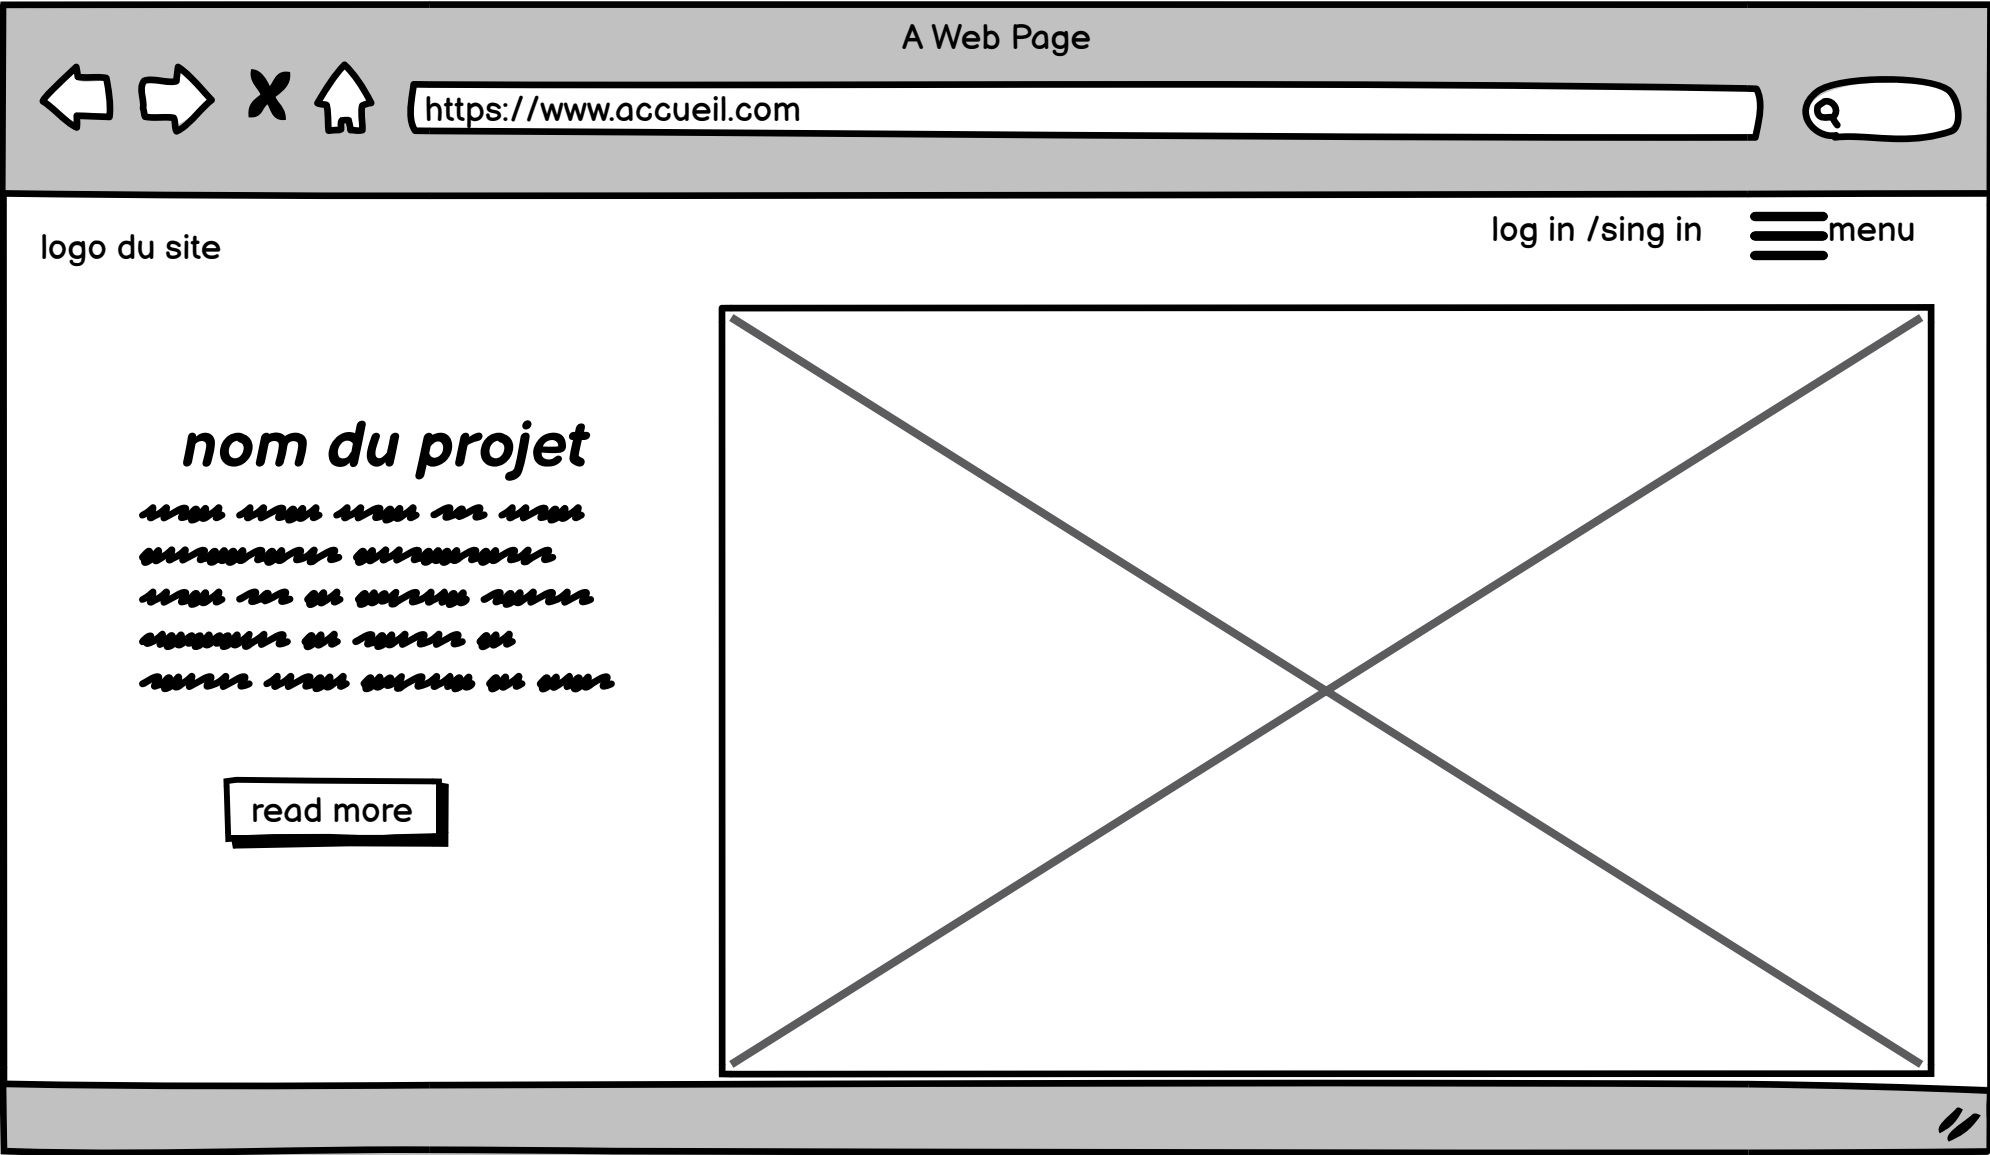 A Web Page
https://www.accueil.com
logo du site
log in /sing in
menu
nom du projet
read more